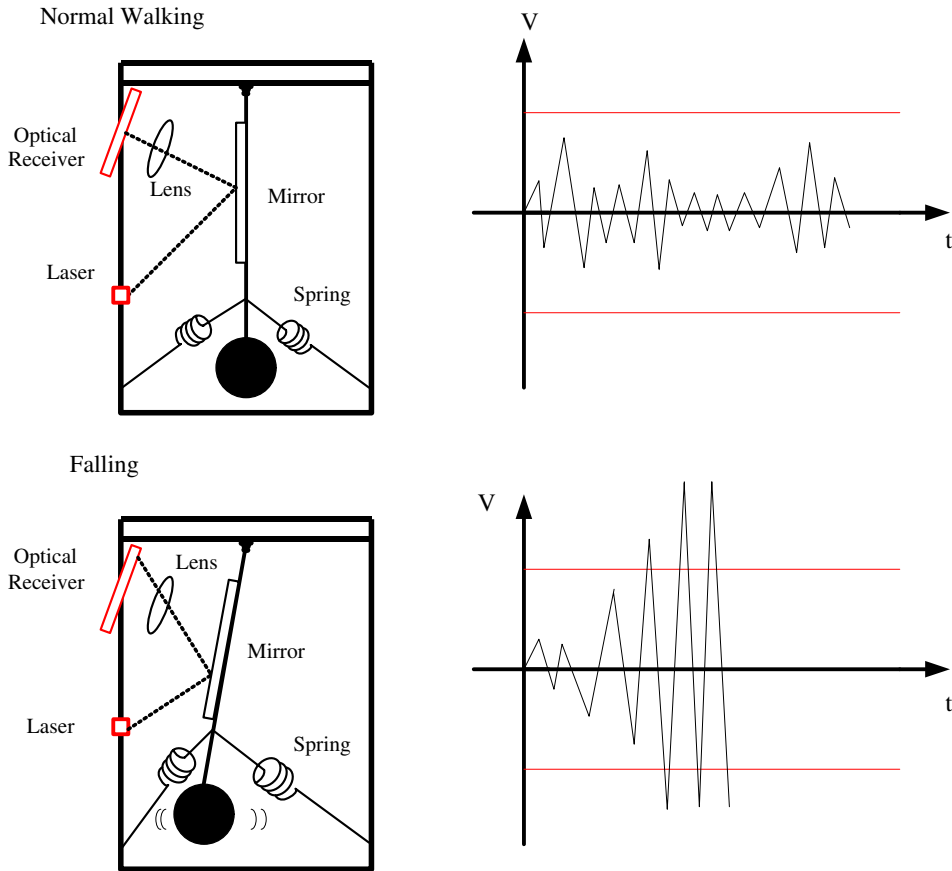 Normal Walking
V
Optical
Receiver
Lens
Mirror
Laser
Spring
t
Falling
V
Optical
Receiver
Lens
Mirror
Laser
Spring
t